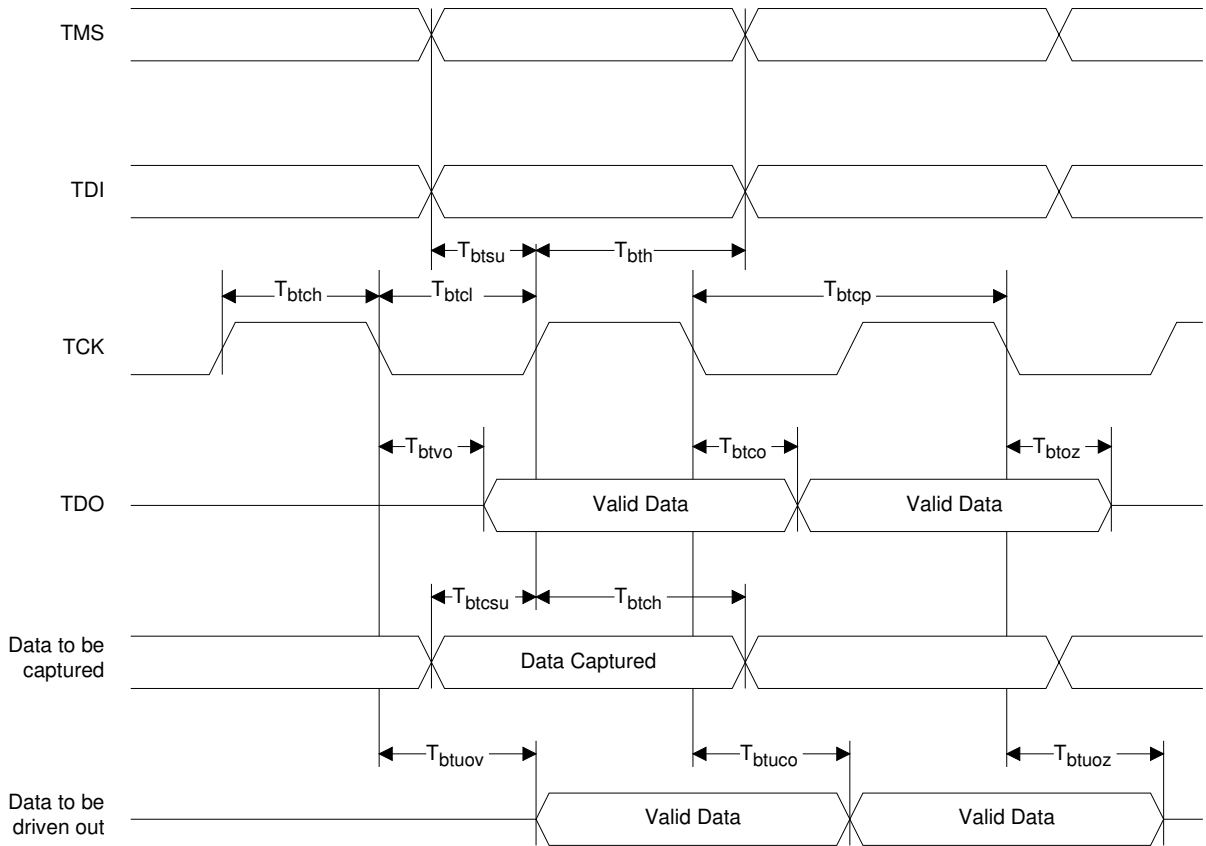 TMS
TDI
Tbtsu
Tbth
Tbtch
Tbtcl
Tbtcp
TCK
Tbtvo
Tbtco
Tbtoz
TDO
Valid Data
Valid Data
Tbtcsu
Tbtch
Data to be
captured
Data Captured
Tbtuov
Tbtuco
Tbtuoz
Data to be
driven out
Valid Data
Valid Data